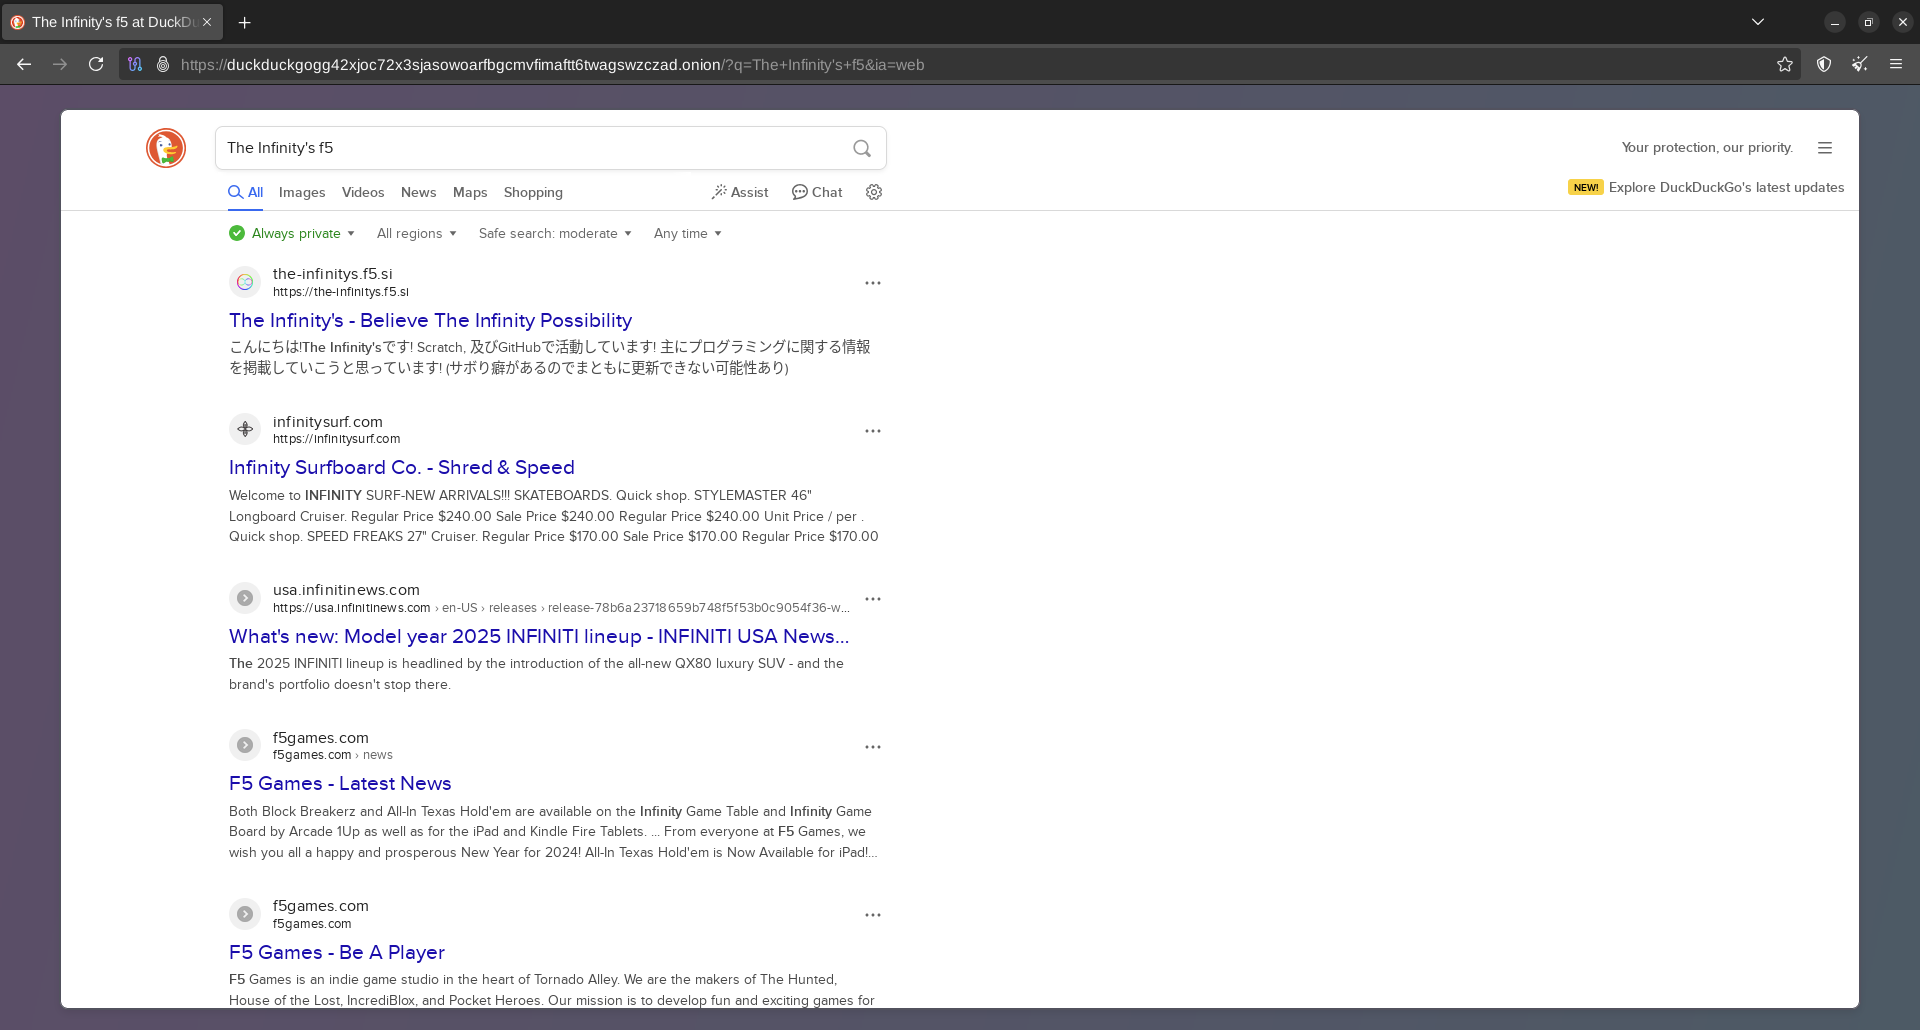 The Infinity's f5 at DuckDu
https://duckduckgogg42xjoc72x3sjasowoarfbgcmvfimaftt6twagswzczad.onion/?q=The+Infinity's+f5&ia=web
The Infinity's f5
Your protection, our priority.
All Images Videos News Maps Shopping Assist Chat
NEW! Explore DuckDuckGo's latest updates
Always private All regions Safe search: moderate Any time
the-infinitys.f5.si
https://the-infinitys.f5.si
The Infinity's - Believe The Infinity Possibility
こんにちは!The Infinity'sです! Scratch, 及びGitHubで活動しています! 主にプログラミングに関する情報
を掲載していこうと思っています! (サボり癖があるのでまともに更新できない可能性あり)
infinitysurf.com
https://infinitysurf.com
Infinity Surfboard Co. - Shred & Speed
Welcome to INFINITY SURF-NEW ARRIVALS!!! SKATEBOARDS. Quick shop. STYLEMASTER 46"
Longboard Cruiser. Regular Price $240.00 Sale Price $240.00 Regular Price $240.00 Unit Price / per .
Quick shop. SPEED FREAKS 27" Cruiser. Regular Price $170.00 Sale Price $170.00 Regular Price $170.00
usa.infinitinews.com
https://usa.infinitinews.com › en-US › releases › release-78b6a23718659b748f5f53b0c9054f36-w...
What's new: Model year 2025 INFINITI lineup - INFINITI USA News...
The 2025 INFINITI lineup is headlined by the introduction of the all-new QX80 luxury SUV - and the
brand's portfolio doesn't stop there.
f5games.com
f5games.com › news
F5 Games - Latest News
Both Block Breakerz and All-In Texas Hold'em are available on the Infinity Game Table and Infinity Game
Board by Arcade 1Up as well as for the iPad and Kindle Fire Tablets. ... From everyone at F5 Games, we
wish you all a happy and prosperous New Year for 2024! All-In Texas Hold'em is Now Available for iPad!...
f5games.com
f5games.com
F5 Games - Be A Player
F5 Games is an indie game studio in the heart of Tornado Alley. We are the makers of The Hunted,
House of the Lost, IncrediBlox, and Pocket Heroes. Our mission is to develop fun and exciting games for